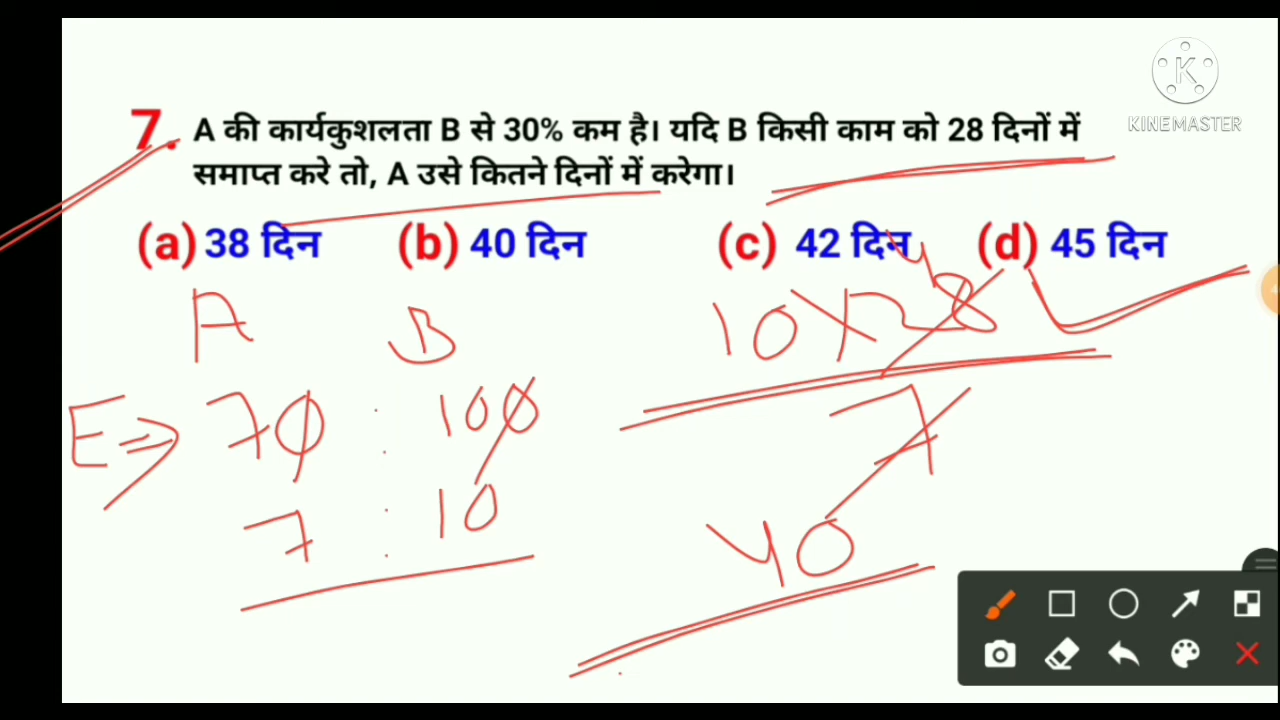 KINEMASTER
7. A की कार्यकुशलता B से 30% कम है। यदि B किसी काम को 28 दिनों में
समाप्त करे तो, A उसे कितने दिनों में करेगा।
(a) 38 दिन (b) 40 दिन (c) 42 दिन (d) 45 दिन
A B
E ⇒ 70 : 100
7 : 10
4
10 X 28
7
40